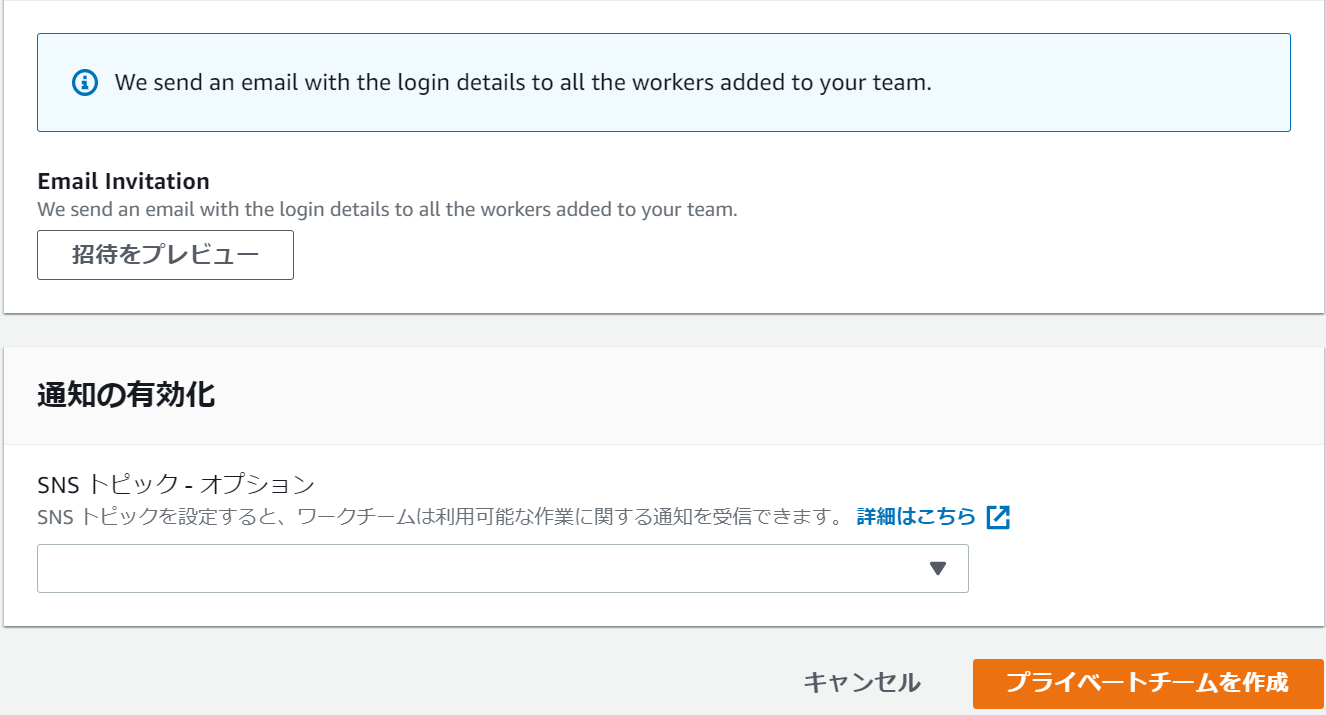 We send an email with the login details to all the workers added to your team.
Email Invitation
We send an email with the login details to all the workers added to your team.
招待をプレビュー
通知の有効化
SNS トピック - オプション
SNS トピックを設定すると、ワークチームは利用可能な作業に関する通知を受信できます。 詳細はこちら
キャンセル プライベートチームを作成